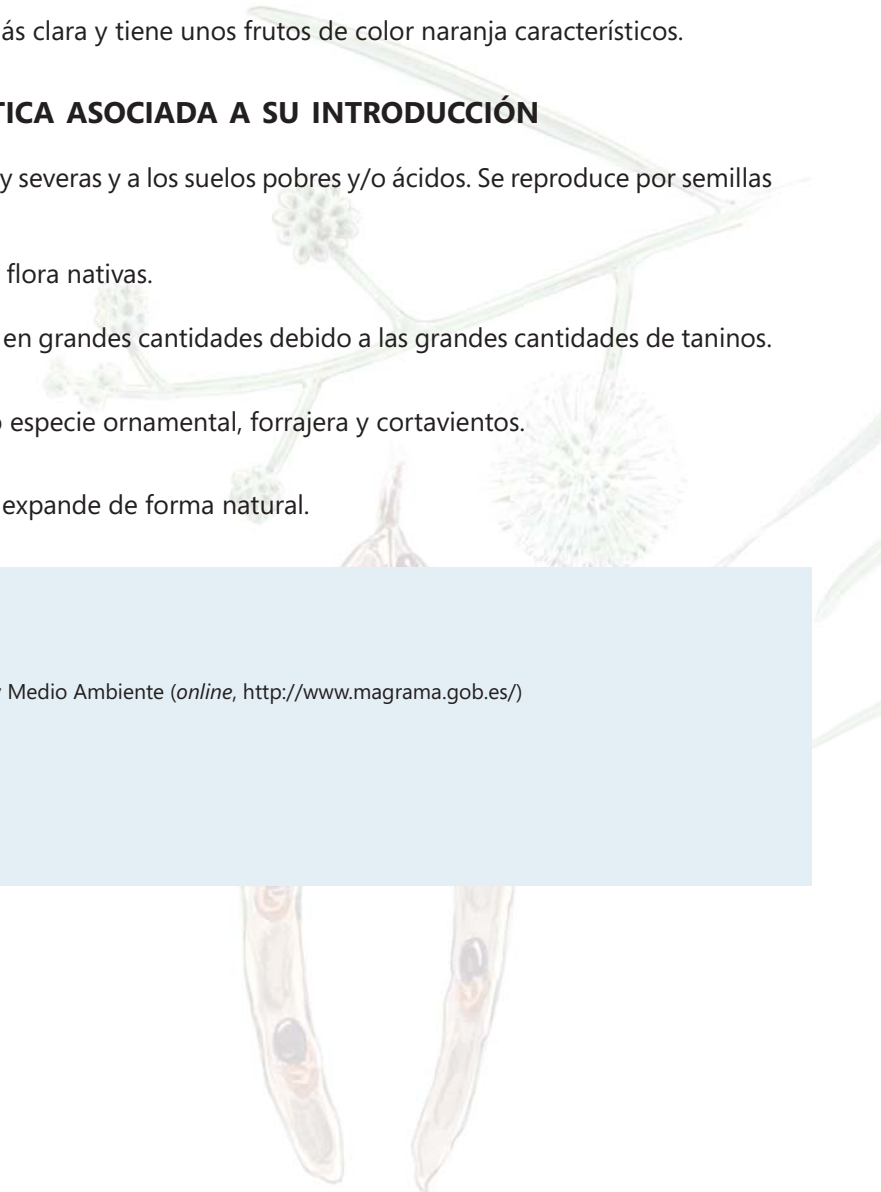 ás clara y tiene unos frutos de color naranja característicos.
TICA ASOCIADA A SU INTRODUCCIÓN
y severas y a los suelos pobres y/o ácidos. Se reproduce por semillas
flora nativas.
en grandes cantidades debido a las grandes cantidades de taninos.
especie ornamental, forrajera y cortavientos.
expande de forma natural.
y Medio Ambiente (online, http://www.magrama.gob.es/)